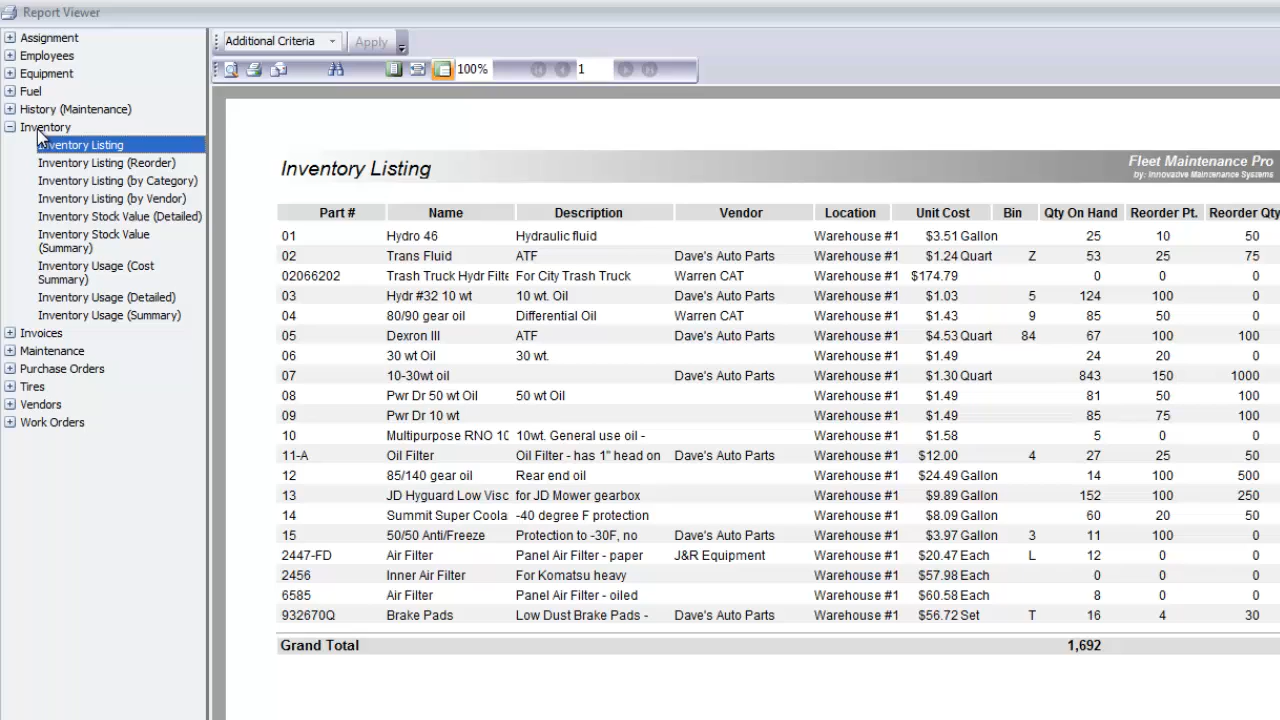 Report Viewer
Assignment
Employees
Equipment
Fuel
History (Maintenance)
Inventory
Inventory Listing
Inventory Listing (Reorder)
Inventory Listing (by Category)
Inventory Listing (by Vendor)
Inventory Stock Value (Detailed)
Inventory Stock Value
(Summary)
Inventory Usage (Cost
Summary)
Inventory Usage (Detailed)
Inventory Usage (Summary)
Invoices
Maintenance
Purchase Orders
Tires
Vendors
Work Orders
Additional Criteria Apply
100% 1
Inventory Listing
Fleet Maintenance Pro
by: Innovative Maintenance Systems
Part # Name Description Vendor Location Unit Cost Bin Qty On Hand Reorder Pt. Reorder Qty
01 Hydro 46 Hydraulic fluid Warehouse #1 $3.51 Gallon 25 10 50
02 Trans Fluid ATF Dave's Auto Parts Warehouse #1 $1.24 Quart Z 53 25 75
02066202 Trash Truck Hydr Filte For City Trash Truck Warren CAT Warehouse #1 $174.79 0 0 0
03 Hydr #32 10 wt 10 wt. Oil Dave's Auto Parts Warehouse #1 $1.03 5 124 100 0
04 80/90 gear oil Differential Oil Warren CAT Warehouse #1 $1.43 9 85 50 0
05 Dexron III ATF Dave's Auto Parts Warehouse #1 $4.53 Quart 84 67 100 100
06 30 wt Oil 30 wt. Warehouse #1 $1.49 24 20 0
07 10-30wt oil Dave's Auto Parts Warehouse #1 $1.30 Quart 843 150 1000
08 Pwr Dr 50 wt Oil 50 wt Oil Warehouse #1 $1.49 81 50 100
09 Pwr Dr 10 wt Warehouse #1 $1.49 85 75 100
10 Multipurpose RNO 10 10wt. General use oil - Warehouse #1 $1.58 5 0 0
11-A Oil Filter Oil Filter - has 1" head on Dave's Auto Parts Warehouse #1 $12.00 4 27 25 50
12 85/140 gear oil Rear end oil Warehouse #1 $24.49 Gallon 14 100 500
13 JD Hyguard Low Visc for JD Mower gearbox Warehouse #1 $9.89 Gallon 152 100 250
14 Summit Super Coola -40 degree F protection Warehouse #1 $8.09 Gallon 60 20 50
15 50/50 Anti/Freeze Protection to -30F, no Dave's Auto Parts Warehouse #1 $3.97 Gallon 3 11 100 0
2447-FD Air Filter Panel Air Filter - paper J&R Equipment Warehouse #1 $20.47 Each L 12 0 0
2456 Inner Air Filter For Komatsu heavy Warehouse #1 $57.98 Each 0 0 0
6585 Air Filter Panel Air Filter - oiled Warehouse #1 $60.58 Each 8 0 0
932670Q Brake Pads Low Dust Brake Pads - Dave's Auto Parts Warehouse #1 $56.72 Set T 16 4 30
Grand Total 1,692